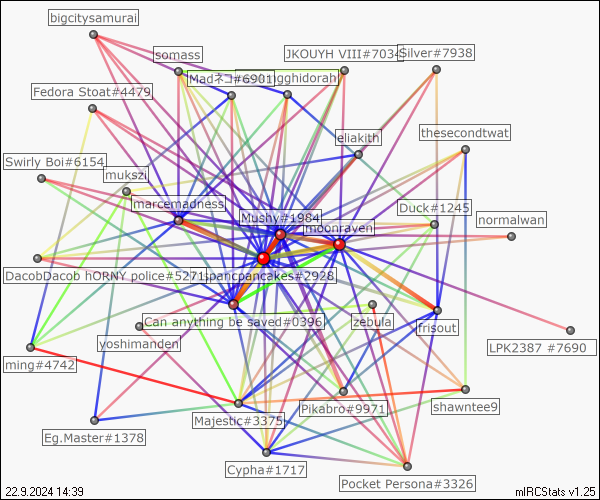 bigcitysamurai
somass
JKOUYH VIII#7034
Silver#7938
Madネコ#6901
gghidorah
Fedora Stoat#4479
eliakith
thesecondtwat
Swirly Boi#6154
mukszi
marcemadness
Duck#1245
Mushy#1984
moonraven
normalwan
DacobDacob hORNY police#5271
spancpancakes#2928
Can anything be saved#0396
zebula
frisout
yoshimanden
LPK2387 #7690
ming#4742
Majestic#3375
Pikabro#9971
shawntee9
Eg.Master#1378
Cypha#1717
Pocket Persona#3326
22.9.2024 14:39
mIRCStats v1.25